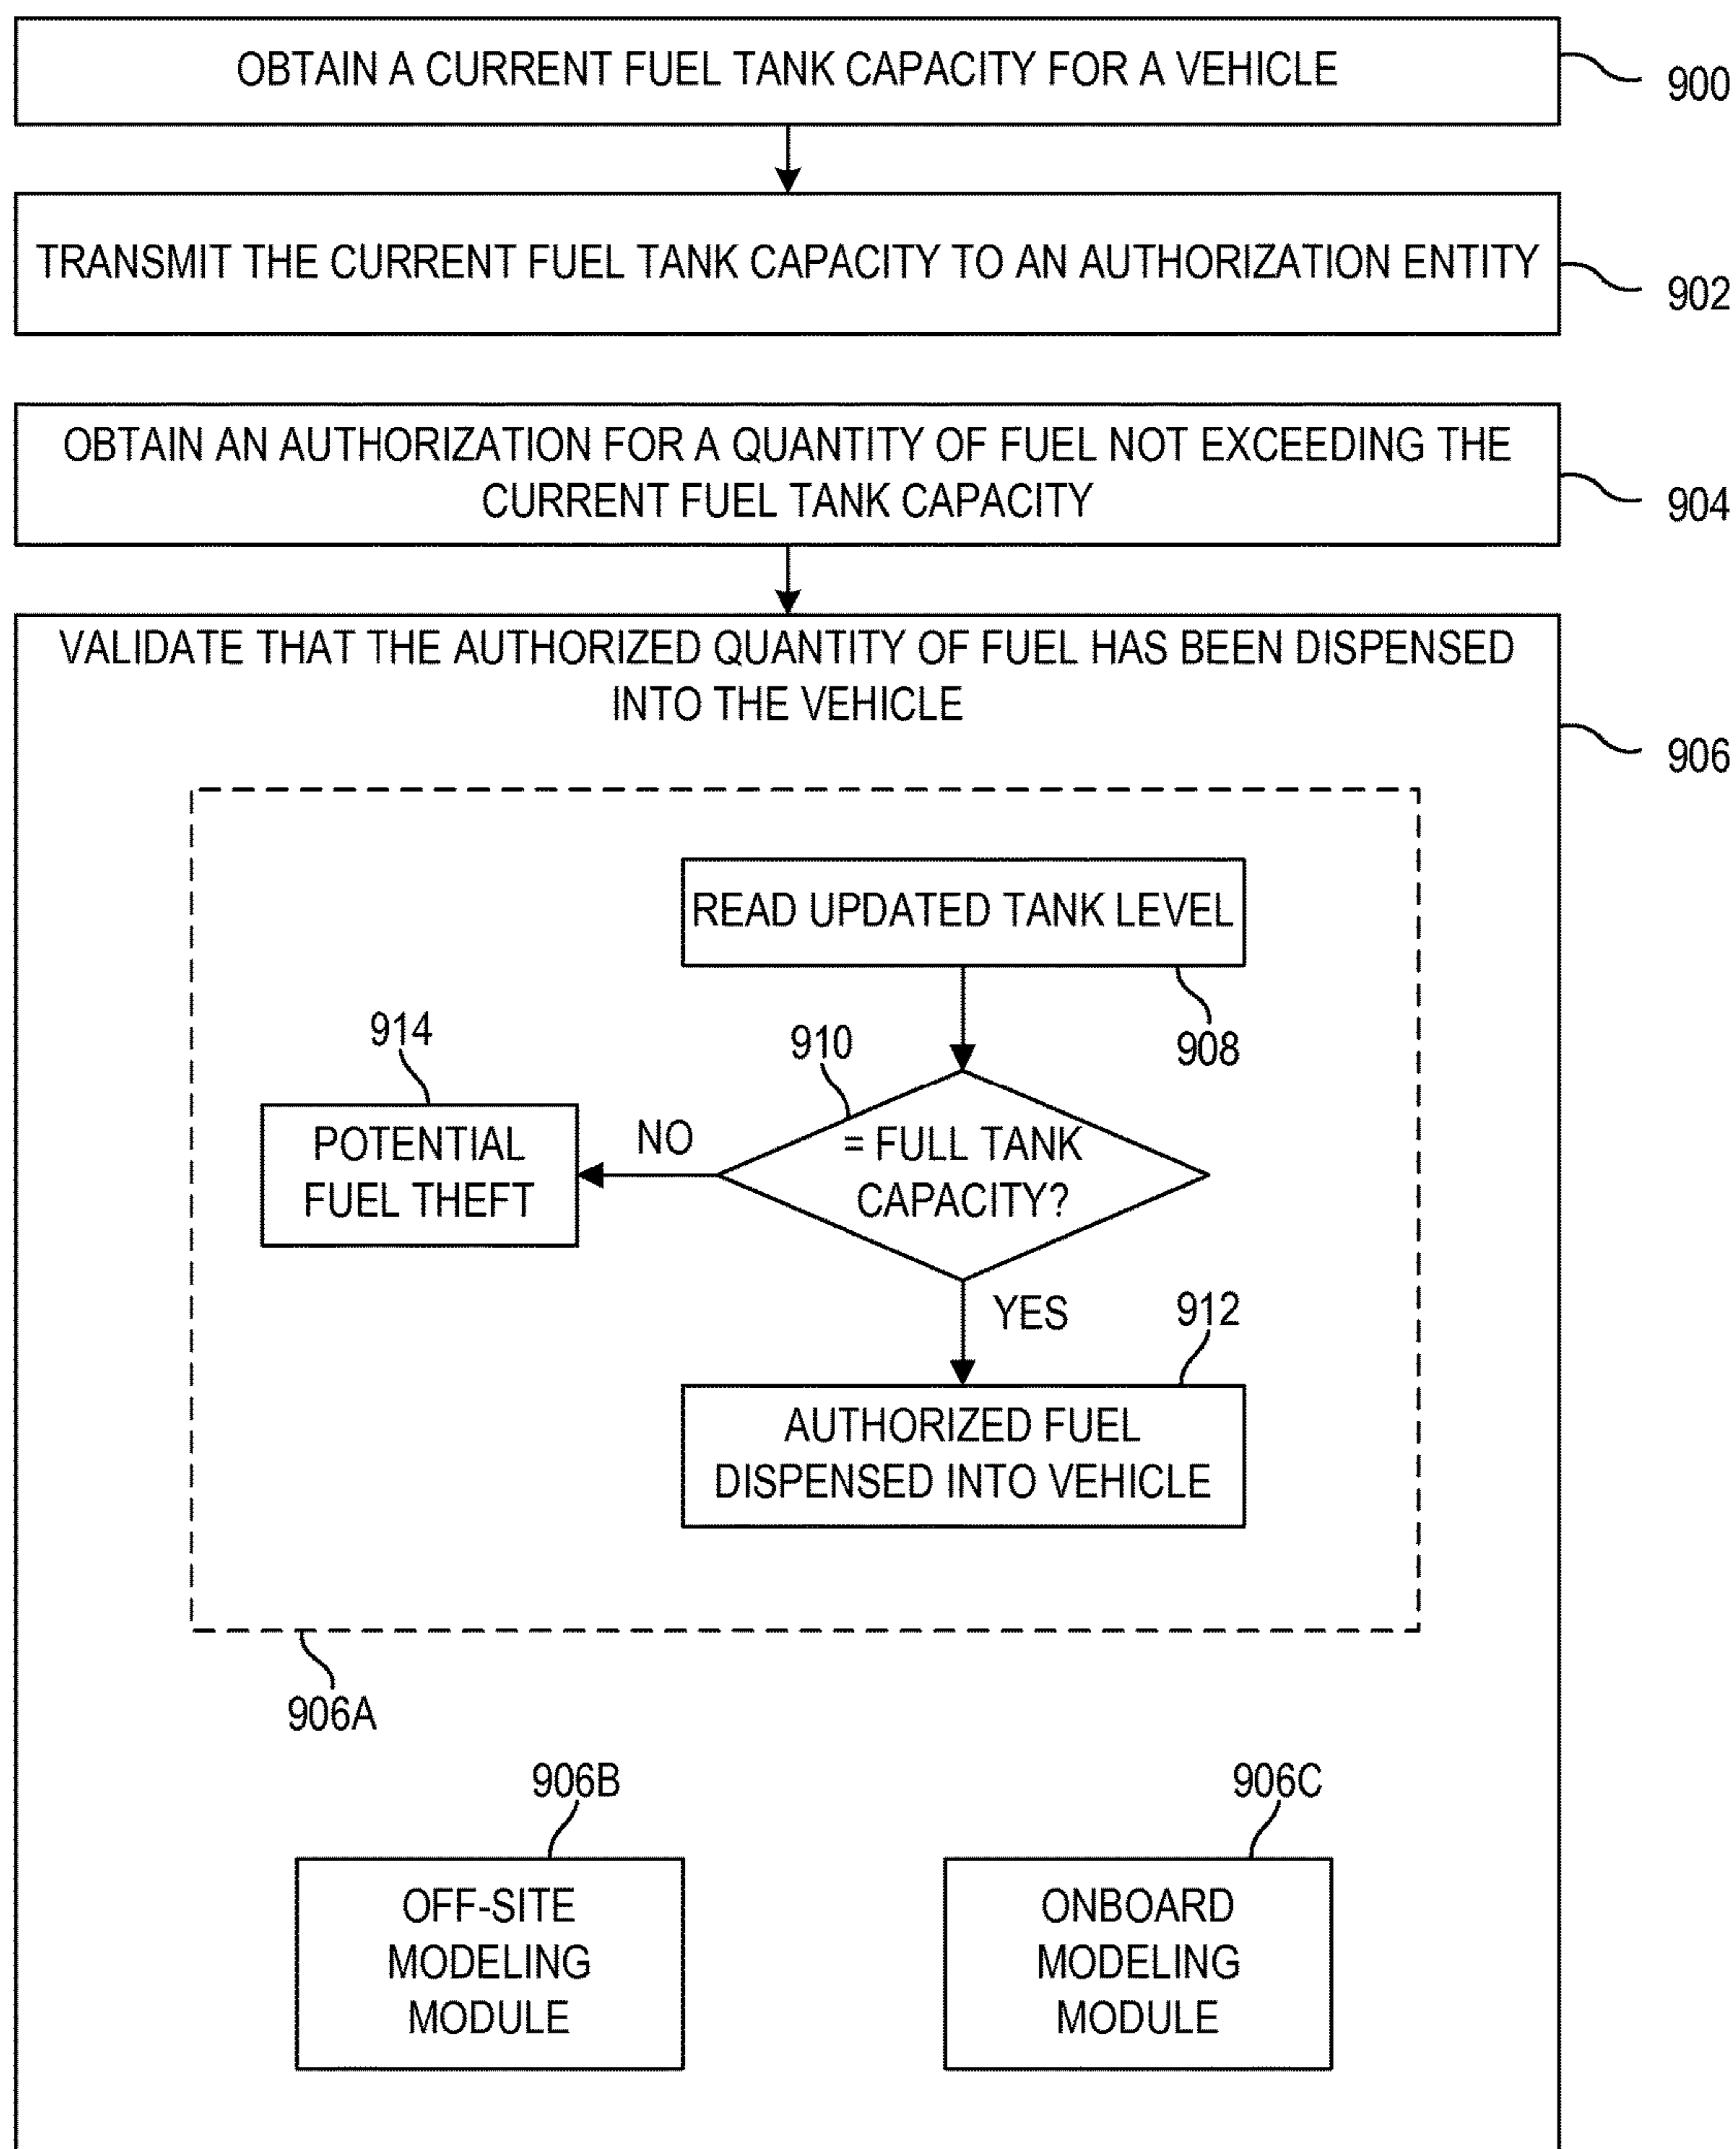 OBTAIN A CURRENT FUEL TANK CAPACITY FOR A VEHICLE
900
TRANSMIT THE CURRENT FUEL TANK CAPACITY TO AN AUTHORIZATION ENTITY
902
OBTAIN AN AUTHORIZATION FOR A QUANTITY OF FUEL NOT EXCEEDING THE
CURRENT FUEL TANK CAPACITY
904
VALIDATE THAT THE AUTHORIZED QUANTITY OF FUEL HAS BEEN DISPENSED
INTO THE VEHICLE
906
READ UPDATED TANK LEVEL
908
914
910
POTENTIAL
FUEL THEFT
NO
= FULL TANK
CAPACITY?
YES
912
AUTHORIZED FUEL
DISPENSED INTO VEHICLE
906A
906B
906C
OFF-SITE
MODELING
MODULE
ONBOARD
MODELING
MODULE